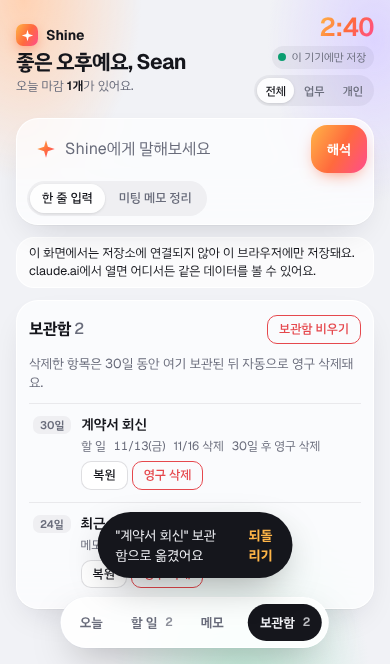 Shine
2:40
좋은 오후예요, Sean
이 기기에만 저장
오늘 마감 1개가 있어요.
전체 업무 개인
Shine에게 말해보세요
해석
한 줄 입력 미팅 메모 정리
이 화면에서는 저장소에 연결되지 않아 이 브라우저에만 저장돼요.
claude.ai에서 열면 어디서든 같은 데이터를 볼 수 있어요.
보관함 2
보관함 비우기
삭제한 항목은 30일 동안 여기 보관된 뒤 자동으로 영구 삭제돼
요.
30일 계약서 회신
할 일 11/13(금) 11/16 삭제 30일 후 영구 삭제
복원 영구 삭제
24일 최근
"계약서 회신" 보관
함으로 옮겼어요
되돌
리기
오늘 할 일 2 메모 보관함 2